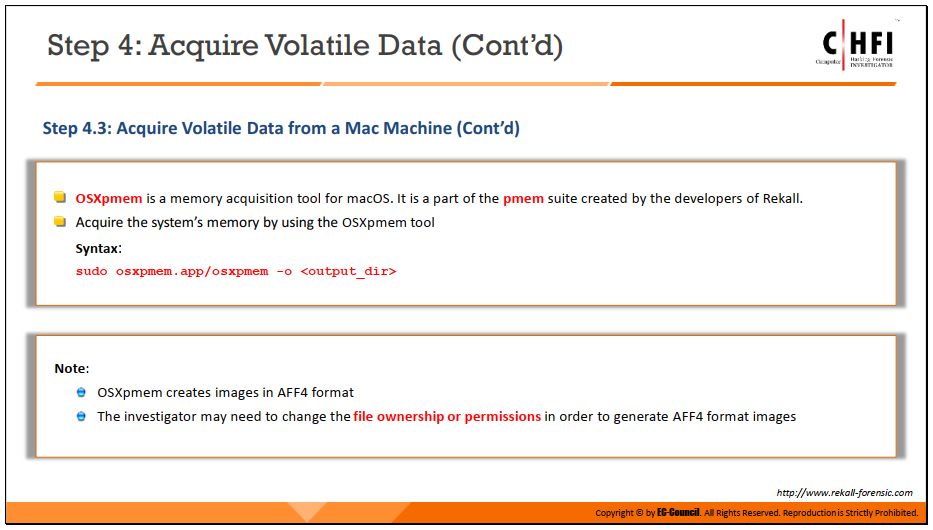 Step 4: Acquire Volatile Data (Cont’d)
CHFI
Computer Hacking Forensic
INVESTIGATOR
Step 4.3: Acquire Volatile Data from a Mac Machine (Cont’d)
OSXpmem is a memory acquisition tool for macOS. It is a part of the pmem suite created by the developers of Rekall.
Acquire the system’s memory by using the OSXpmem tool
Syntax:
sudo osxpmem.app/osxpmem -o <output_dir>
Note:
OSXpmem creates images in AFF4 format
The investigator may need to change the file ownership or permissions in order to generate AFF4 format images
http://www.rekall-forensic.com
Copyright © by EC-Council. All Rights Reserved. Reproduction is Strictly Prohibited.